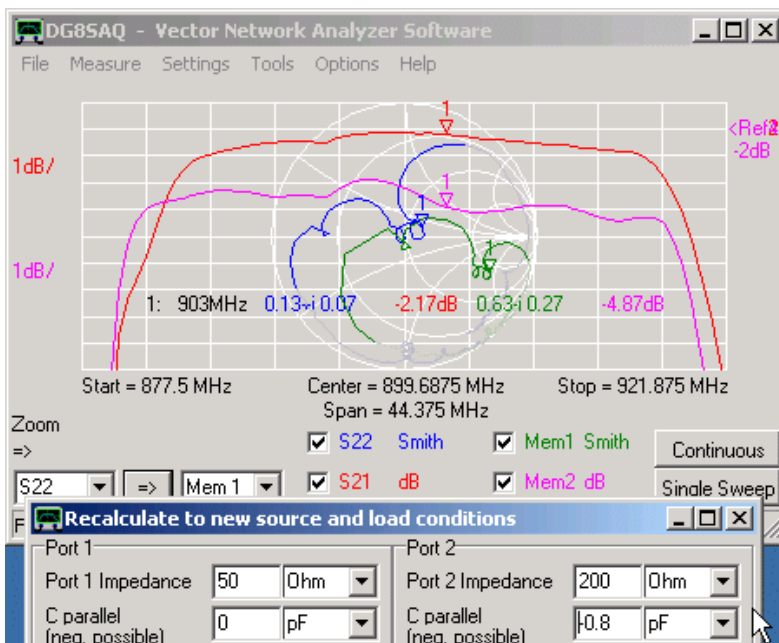 DG8SAQ - Vector Network Analyzer Software
File Measure Settings Tools Options Help
1
<Ref2
-2dB
1dB/
1
1
1
1dB/
1: 903MHz 0.13-i 0.07 -2.17dB 0.63-i 0.27 -4.87dB
Start = 877.5 MHz Center = 899.6875 MHz Stop = 921.875 MHz
Span = 44.375 MHz
Zoom
=>
S22 Smith Mem1 Smith Continuous
S22 => Mem 1 S21 dB Mem2 dB Single Sweep
F
Recalculate to new source and load conditions
Port 1 Port 2
Port 1 Impedance 50 Ohm Port 2 Impedance 200 Ohm
C parallel 0 pF C parallel -0.8 pF
(neg. possible) (neg. possible)